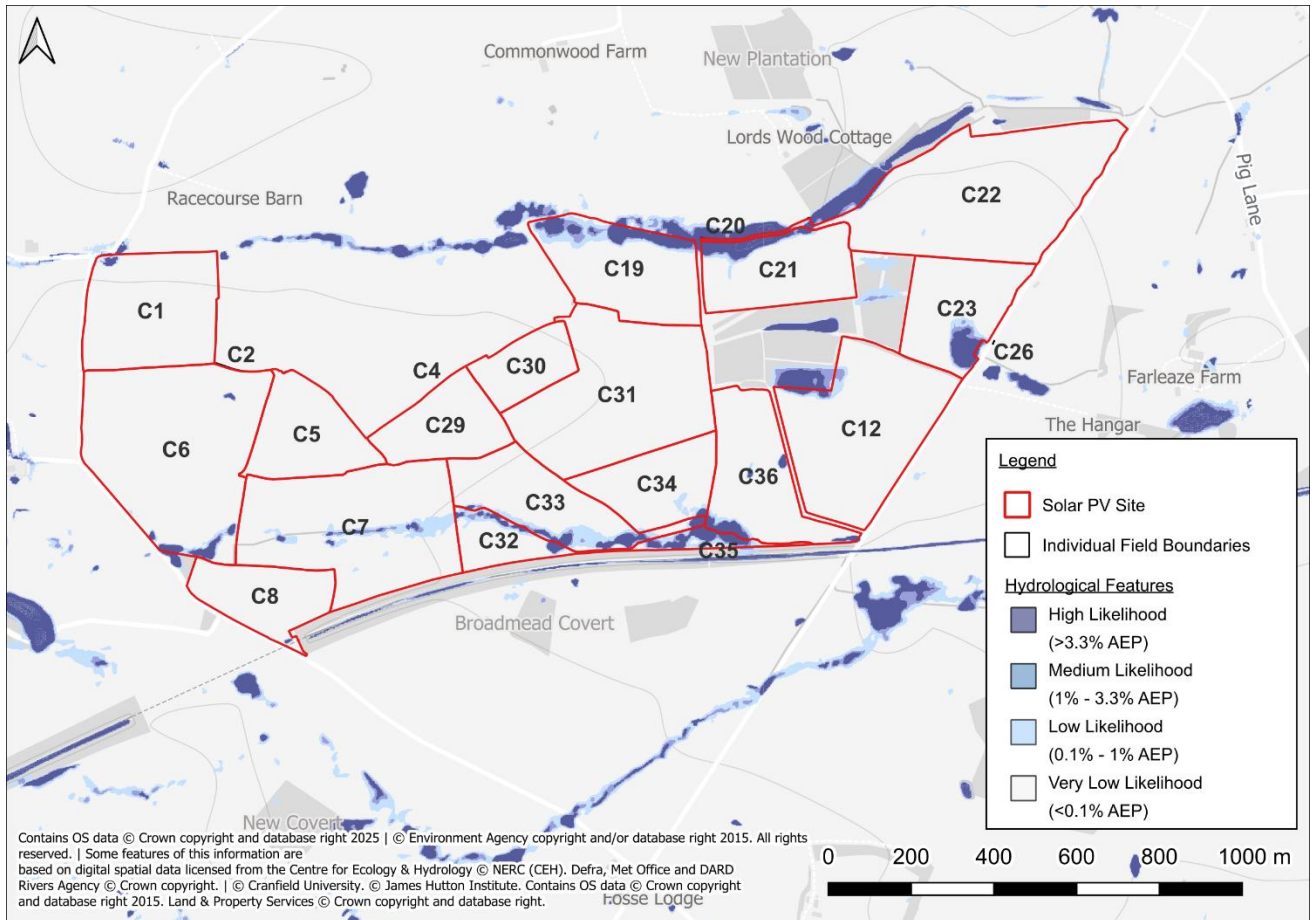 Commonwood Farm
New Plantation
Lords Wood Cottage
Pig Lane
Racecourse Barn
C22
C20
C19
C21
C1
C23
C2
C26
C4
C30
Farleaze Farm
C31
The Hangar
C29
C12
C5
C6
C36
C34
C33
C7
C32
C35
C8
Broadmead Covert
New Covert
Fosse Lodge
Legend
Solar PV Site
Individual Field Boundaries
Hydrological Features
High Likelihood
(>3.3% AEP)
Medium Likelihood
(1% - 3.3% AEP)
Low Likelihood
(0.1% - 1% AEP)
Very Low Likelihood
(<0.1% AEP)
0 200 400 600 800 1000 m
Contains OS data © Crown copyright and database right 2025 | © Environment Agency copyright and/or database right 2015. All rights
reserved. | Some features of this information are
based on digital spatial data licensed from the Centre for Ecology & Hydrology © NERC (CEH). Defra, Met Office and DARD
Rivers Agency © Crown copyright. | © Cranfield University. © James Hutton Institute. Contains OS data © Crown copyright
and database right 2015. Land & Property Services © Crown copyright and database right.